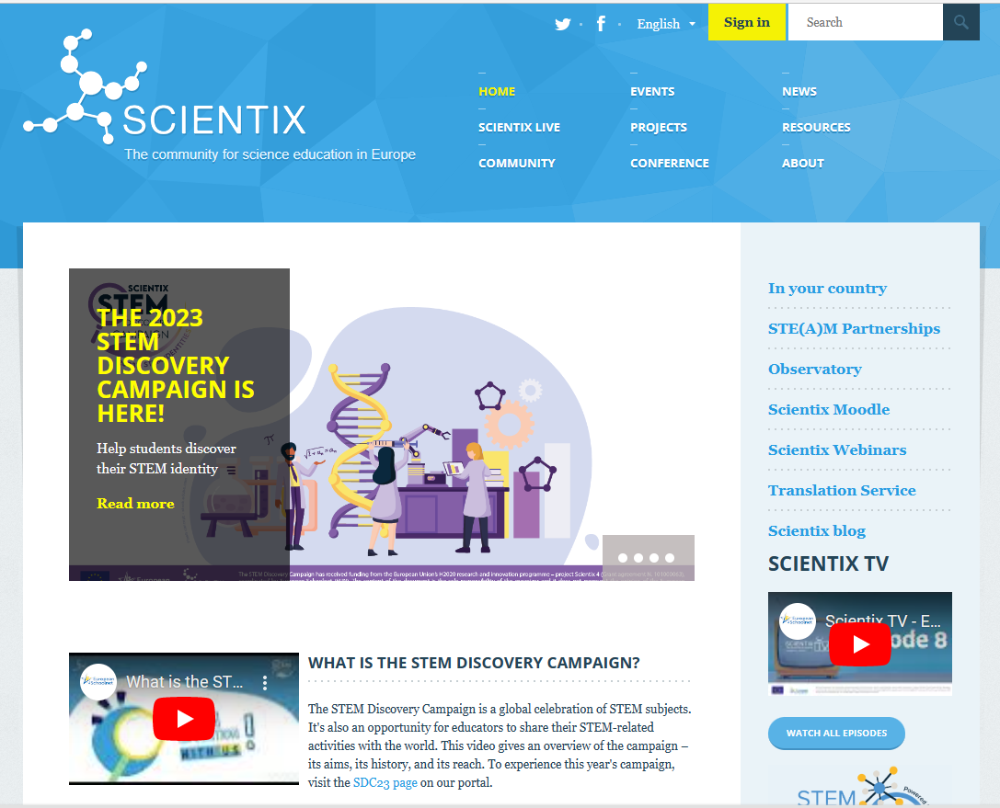 English
Sign in
Search
SCIENTIX
The community for science education in Europe
HOME
EVENTS
NEWS
SCIENTIX LIVE
PROJECTS
RESOURCES
COMMUNITY
CONFERENCE
ABOUT
SCIENTIX
STEM
THE 2023
STEM
DISCOVERY
CAMPAIGN IS
HERE!
Help students discover
their STEM identity
Read more
The STEM Discovery Campaign has received funding from the European Union's H2020 research and innovation programme – project Scientix 4
In your country
STE(A)M Partnerships
Observatory
Scientix Moodle
Scientix Webinars
Translation Service
Scientix blog
SCIENTIX TV
European
Schoolnet
Scientix TV - E...
ode 8
WATCH ALL EPISODES
STEM
Powered
European
Schoolnet
What is the ST...
WITH US
WHAT IS THE STEM DISCOVERY CAMPAIGN?
The STEM Discovery Campaign is a global celebration of STEM subjects.
It's also an opportunity for educators to share their STEM-related
activities with the world. This video gives an overview of the campaign –
its aims, its history, and its reach. To experience this year's campaign,
visit the SDC23 page on our portal.